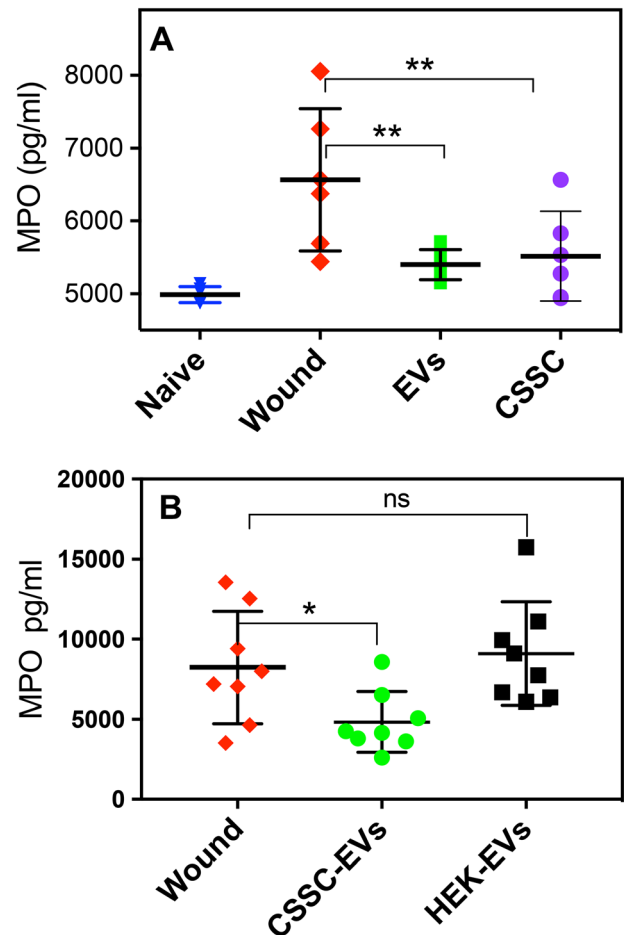 A
MPO (pg/ml)
8000
7000
6000
5000
**
**
Naive
Wound
EVs
CSSC
B
MPO pg/ml
20000
15000
10000
5000
0
ns
*
Wound
CSSC-EVs
HEK-EVs